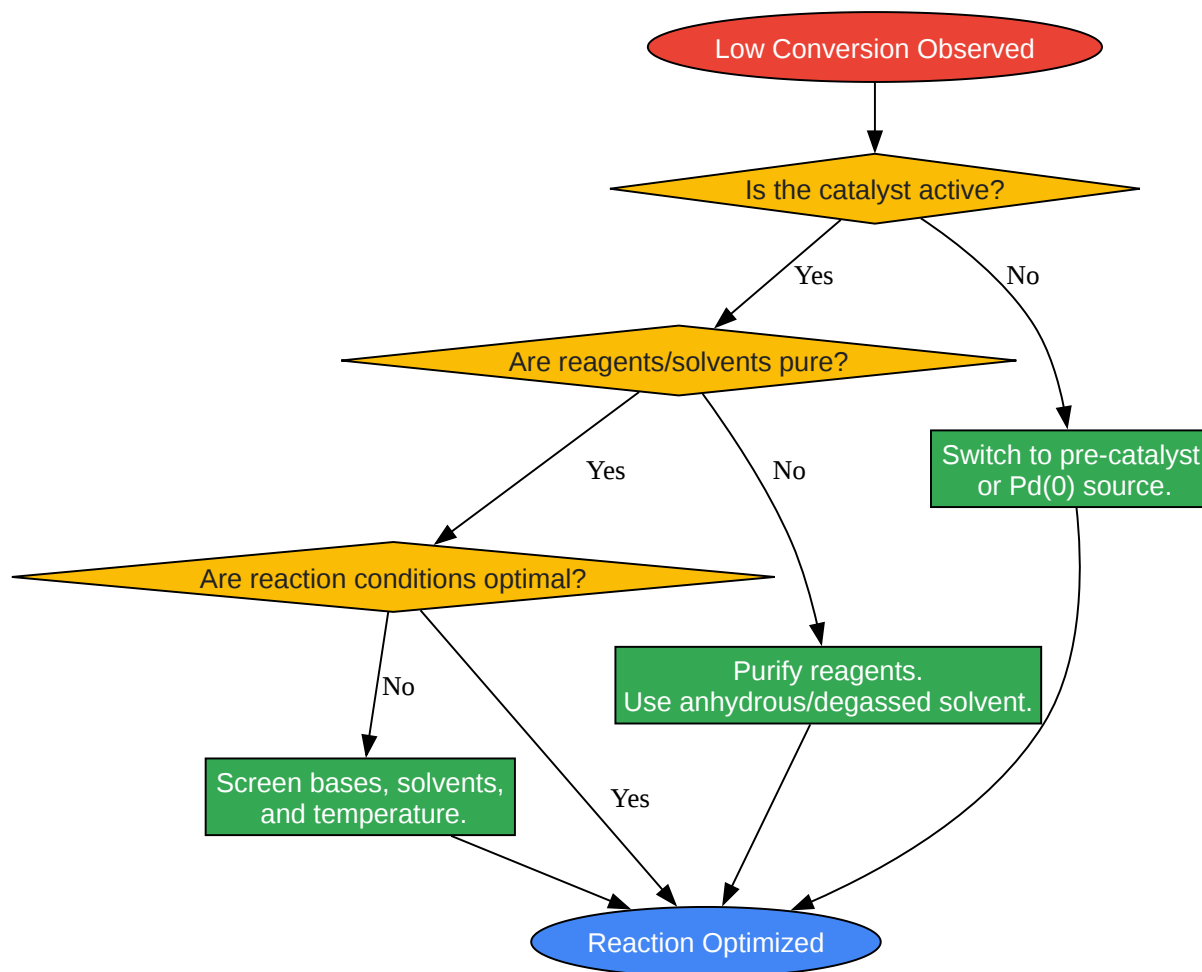 Low Conversion Observed
Is the catalyst active?
Yes
No
Are reagents/solvents pure?
Switch to pre-catalyst
or Pd(0) source.
Yes
No
Are reaction conditions optimal?
Purify reagents.
Use anhydrous/degassed solvent.
No
Screen bases, solvents,
and temperature.
Yes
Reaction Optimized